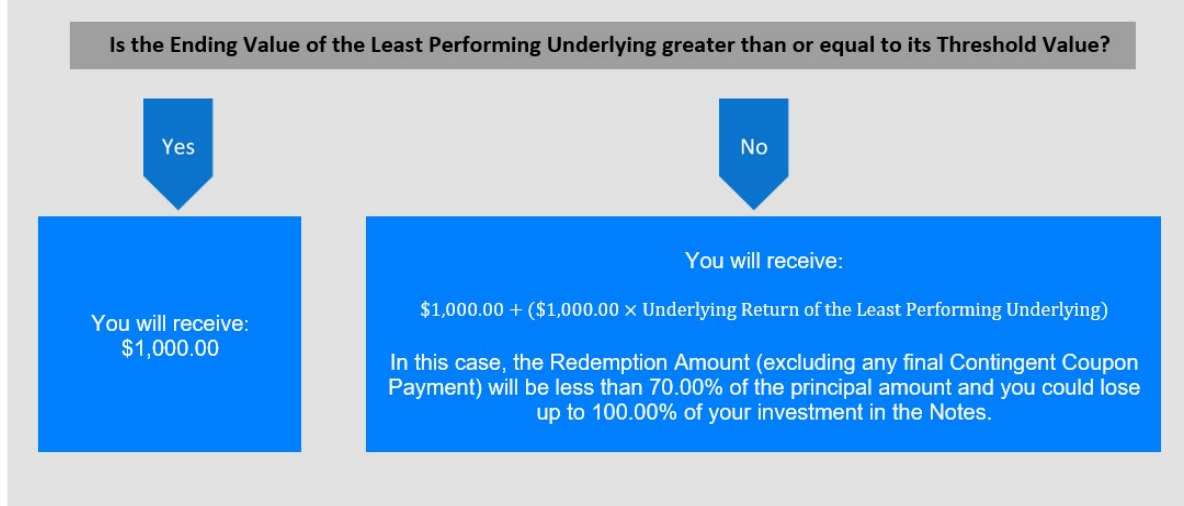 Is the Ending Value of the Least Performing Underlying greater than or equal to its Threshold Value?
Yes
No
You will receive:
$1,000.00
You will receive:
$1,000.00 + ($1,000.00 × Underlying Return of the Least Performing Underlying)
In this case, the Redemption Amount (excluding any final Contingent Coupon
Payment) will be less than 70.00% of the principal amount and you could lose
up to 100.00% of your investment in the Notes.